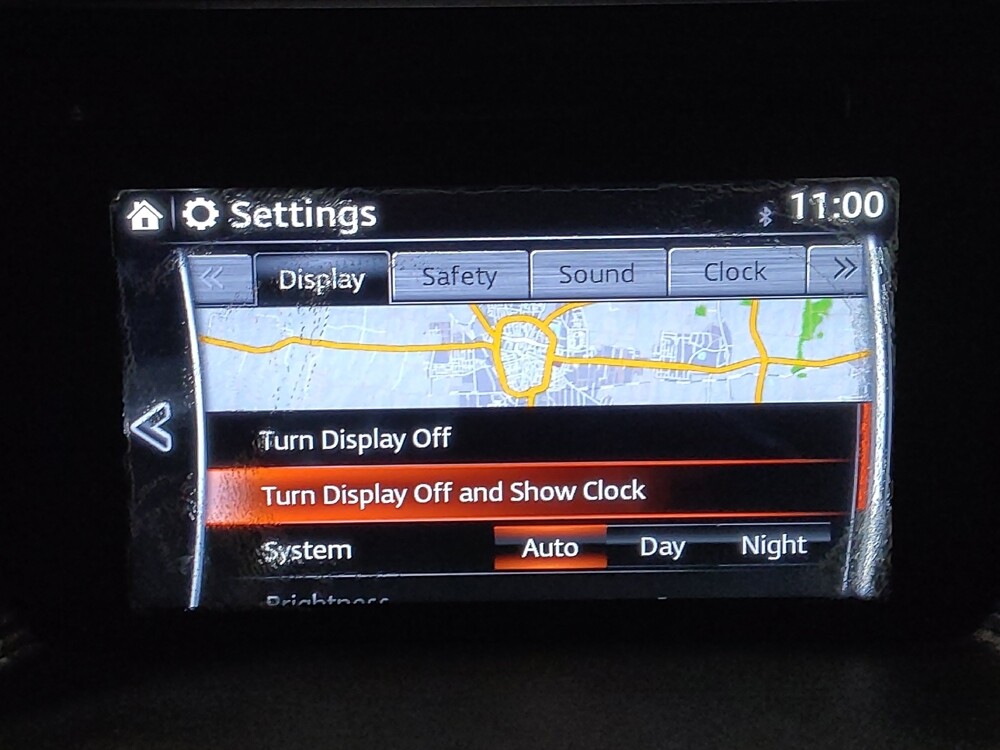 Settings 11:00
« Display Safety Sound Clock »
Turn Display Off
Turn Display Off and Show Clock
System Auto Day Night
Brightness